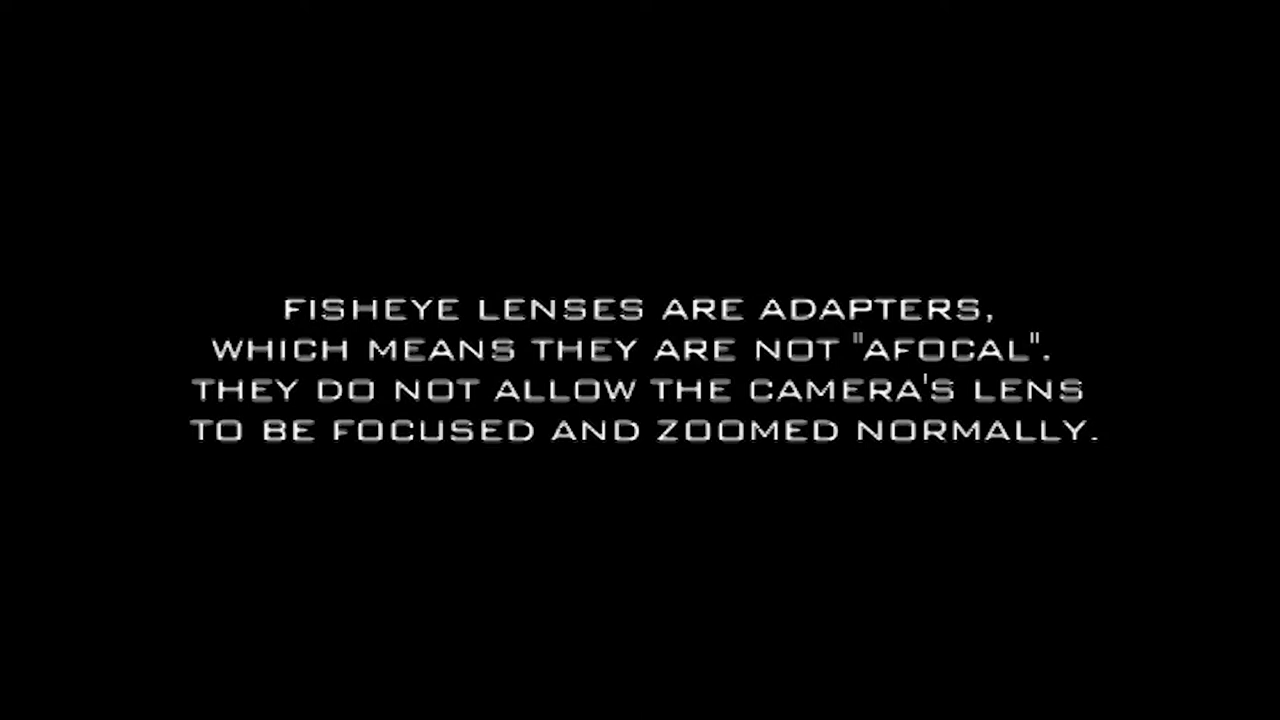 FISHEYE LENSES ARE ADAPTERS,
WHICH MEANS THEY ARE NOT "AFOCAL".
THEY DO NOT ALLOW THE CAMERA'S LENS
TO BE FOCUSED AND ZOOMED NORMALLY.